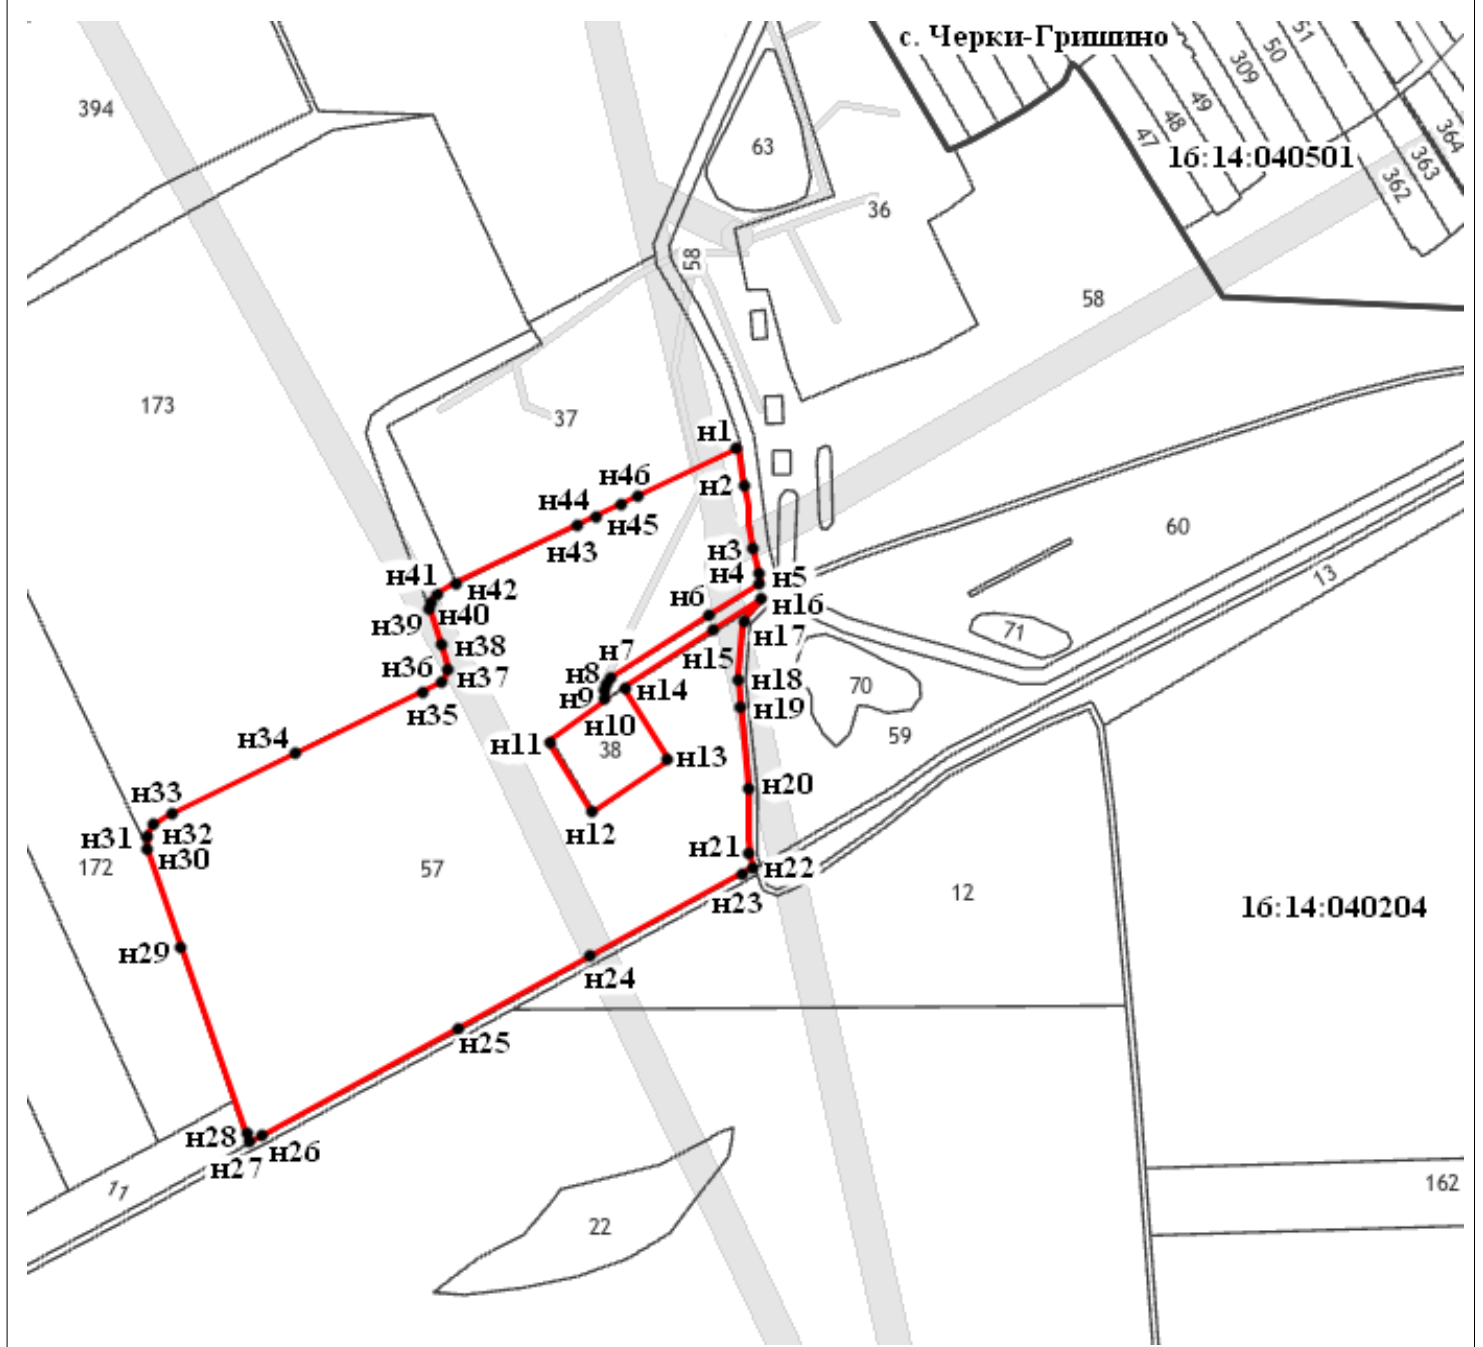 с. Черки-Гришино
51
50
309
49
48
47
364
363
362
16:14:040501
394
63
36
58
58
173
37
н1
н46
н2
н44
н45
н43
60
н3
н41
н42
н4
н5
13
н6
н16
н40
н39
н17
71
н38
н7
н15
н36
н8
н37
н18
70
н9
н14
н35
н19
н10
59
н34
н11
38
н13
н33
н20
н12
н31
н32
н21
н30
172
57
н22
н23
12
16:14:040204
н29
н24
н25
н28
н26
н27
11
162
22